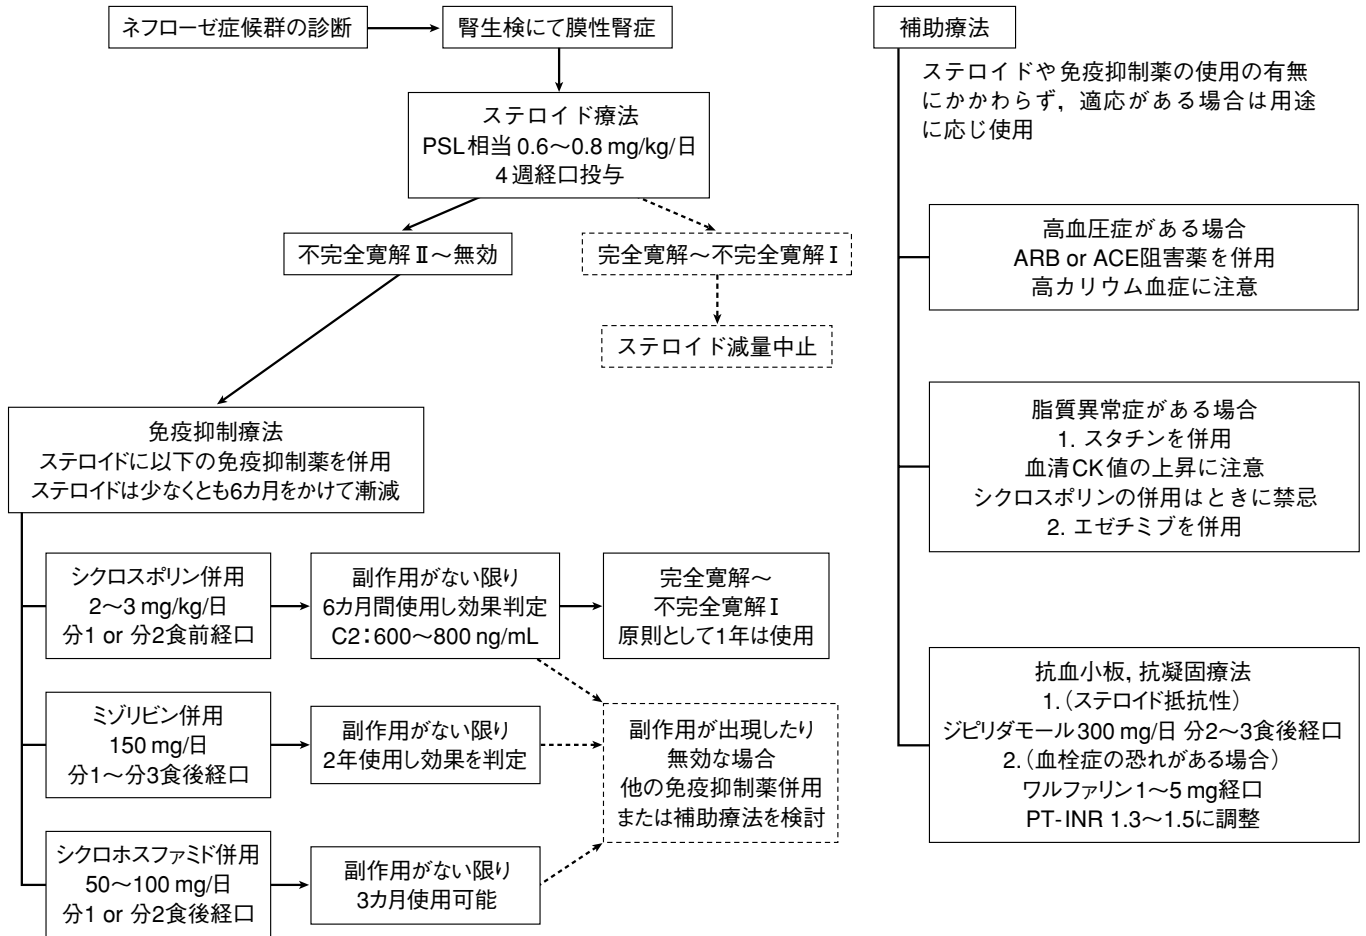 ネフローゼ症候群の診断
腎生検にて膜性腎症
ステロイド療法
PSL相当 0.6〜0.8 mg/kg/日
4週経口投与
不完全寛解Ⅱ〜無効
完全寛解〜不完全寛解Ⅰ
ステロイド減量中止
免疫抑制療法
ステロイドに以下の免疫抑制薬を併用
ステロイドは少なくとも6カ月をかけて漸減
シクロスポリン併用
2〜3 mg/kg/日
分1 or 分2食前経口
副作用がない限り
6カ月間使用し効果判定
C2：600〜800 ng/mL
完全寛解〜
不完全寛解Ⅰ
原則として1年は使用
ミゾリビン併用
150 mg/日
分1〜分3食後経口
副作用がない限り
2年使用し効果を判定
副作用が出現したり
無効な場合
他の免疫抑制薬併用
または補助療法を検討
シクロホスファミド併用
50〜100 mg/日
分1 or 分2食後経口
副作用がない限り
3カ月使用可能
補助療法
ステロイドや免疫抑制薬の使用の有無
にかかわらず，適応がある場合は用途
に応じ使用
高血圧症がある場合
ARB or ACE阻害薬を併用
高カリウム血症に注意
脂質異常症がある場合
1. スタチンを併用
血清CK値の上昇に注意
シクロスポリンの併用はときに禁忌
2. エゼチミブを併用
抗血小板，抗凝固療法
1.（ステロイド抵抗性）
ジピリダモール300 mg/日 分2〜3食後経口
2.（血栓症の恐れがある場合）
ワルファリン1〜5 mg経口
PT-INR 1.3〜1.5に調整